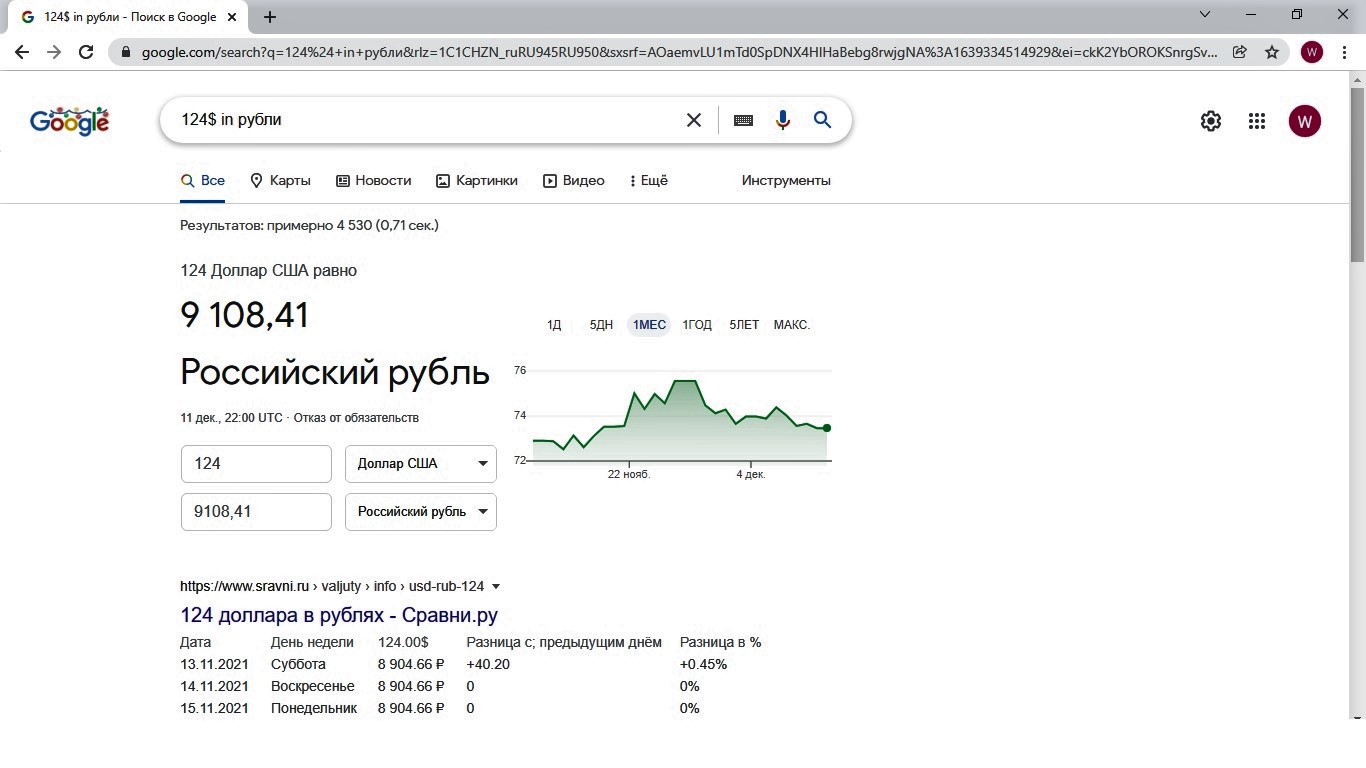 124$ in рубли - Поиск в Google
google.com/search?q=124%24+in+рубли&rlz=1C1CHZN_ruRU945RU950&sxsrf=AOaemvLU1mTd0SpDNX4HlHaBebg8rwjgNA%3A1639334514929&ei=ckK2YbOROKSnrgSv...
W
Google
124$ in рубли
W
Все Карты Новости Картинки Видео Ещё Инструменты
Результатов: примерно 4 530 (0,71 сек.)
124 Доллар США равно
9 108,41
Российский рубль
11 дек., 22:00 UTC · Отказ от обязательств
124 Доллар США
9108,41 Российский рубль
1Д 5ДН 1МЕС 1ГОД 5ЛЕТ МАКС.
76
74
72
22 нояб. 4 дек.
https://www.sravni.ru › valjuty › info › usd-rub-124
124 доллара в рублях - Сравни.ру
Дата День недели 124.00$ Разница с; предыдущим днём Разница в %
13.11.2021 Суббота 8 904.66 ₽ +40.20 +0.45%
14.11.2021 Воскресенье 8 904.66 ₽ 0 0%
15.11.2021 Понедельник 8 904.66 ₽ 0 0%